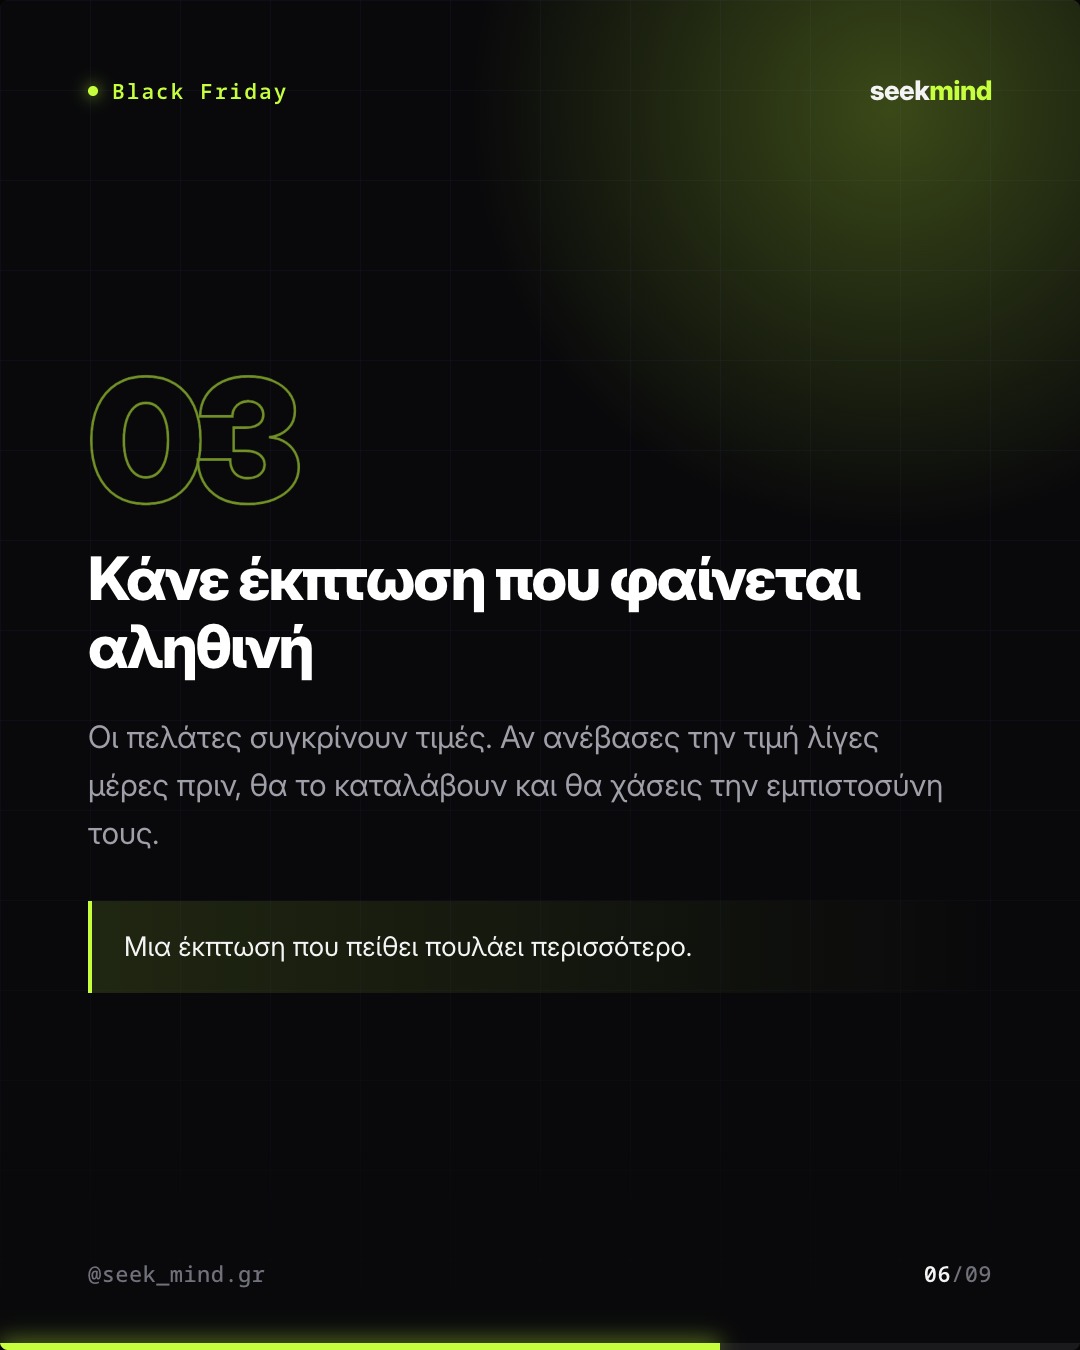 Black Friday
seekmind
03
Κάνε έκπτωση που φαίνεται
αληθινή
Οι πελάτες συγκρίνουν τιμές. Αν ανέβασες την τιμή λίγες
μέρες πριν, θα το καταλάβουν και θα χάσεις την εμπιστοσύνη
τους.
Μια έκπτωση που πείθει πουλάει περισσότερο.
@seek_mind.gr
06/09